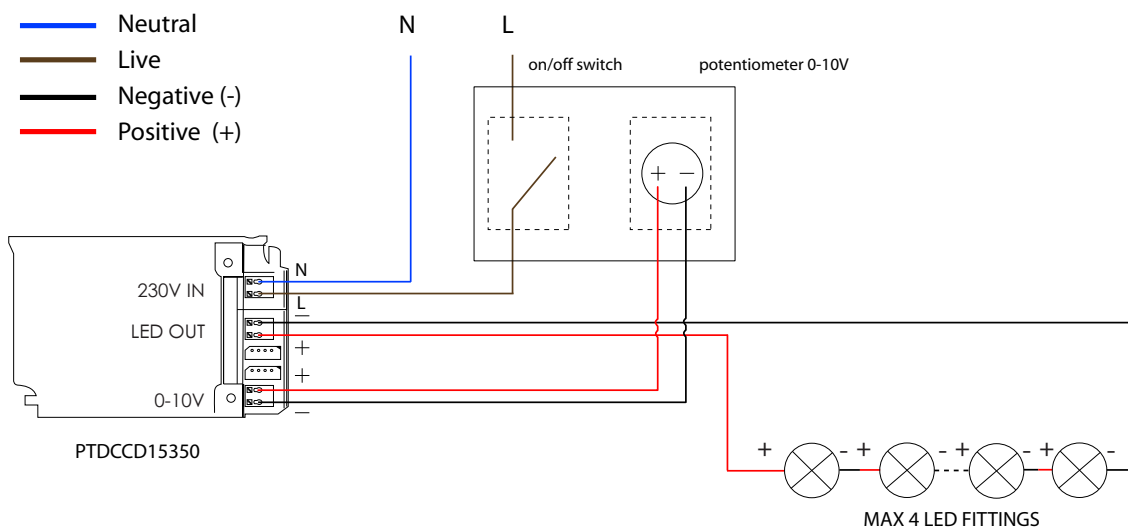 Neutral
Live
Negative (-)
Positive (+)
N L
on/off switch potentiometer 0-10V
+ −
N
230V IN
L
−
LED OUT
+
+
0-10V
−
PTDCCD15350
+ - + - + - + -
MAX 4 LED FITTINGS